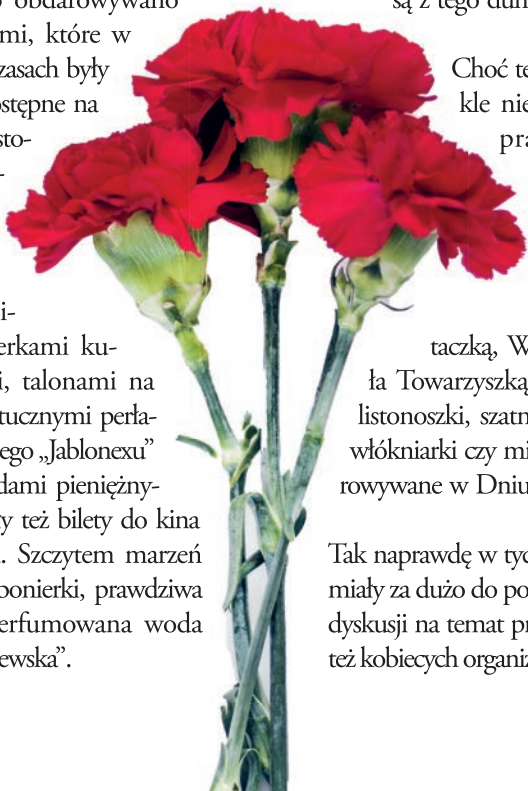 obdarowywano
mi, które w
zasach były
ostępne na
sto-
-
i-
erkami ku-
i, talonami na
tucznymi perła-
ego „Jablonexu”
dami pieniężny-
y też bilety do kina
. Szczytem marzeń
bonierki, prawdziwa
erfumowana woda
ewska”.
są z tego dum
Choć te
kle nie
pra
taczką, W
ła Towarzyszką
listonoszki, szatn
włókniarki czy mi
rowywane w Dniu
Tak naprawdę w tyc
miały za dużo do po
dyskusji na temat pr
też kobiecych organiz